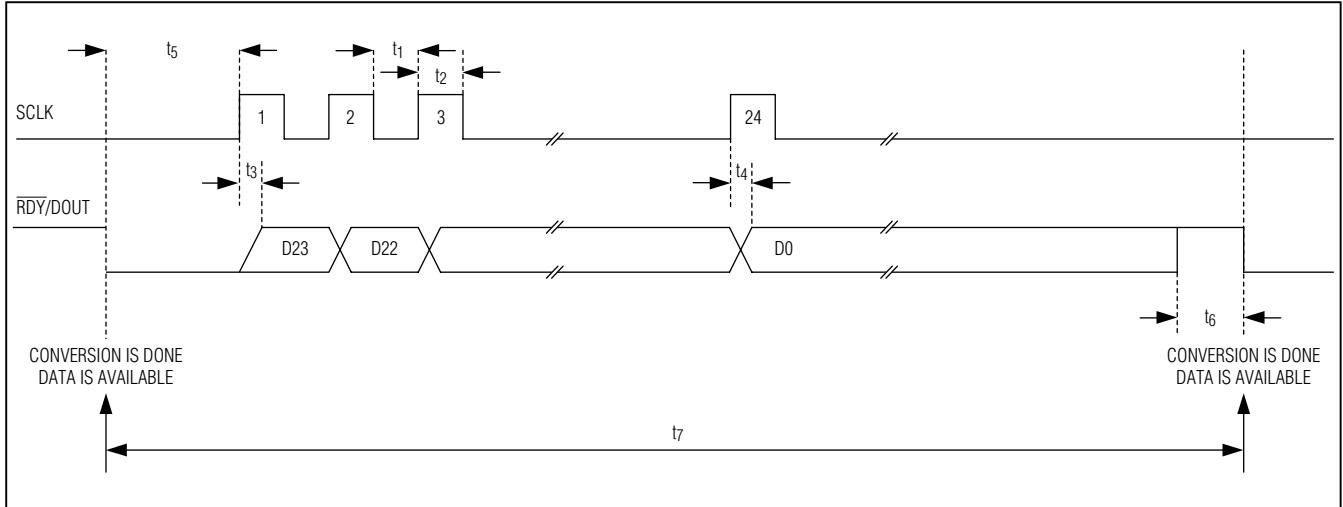 t5
t1
t2
SCLK
1
2
3
24
t3
t4
RDY/DOUT
D23
D22
D0
t6
CONVERSION IS DONE
DATA IS AVAILABLE
CONVERSION IS DONE
DATA IS AVAILABLE
t7